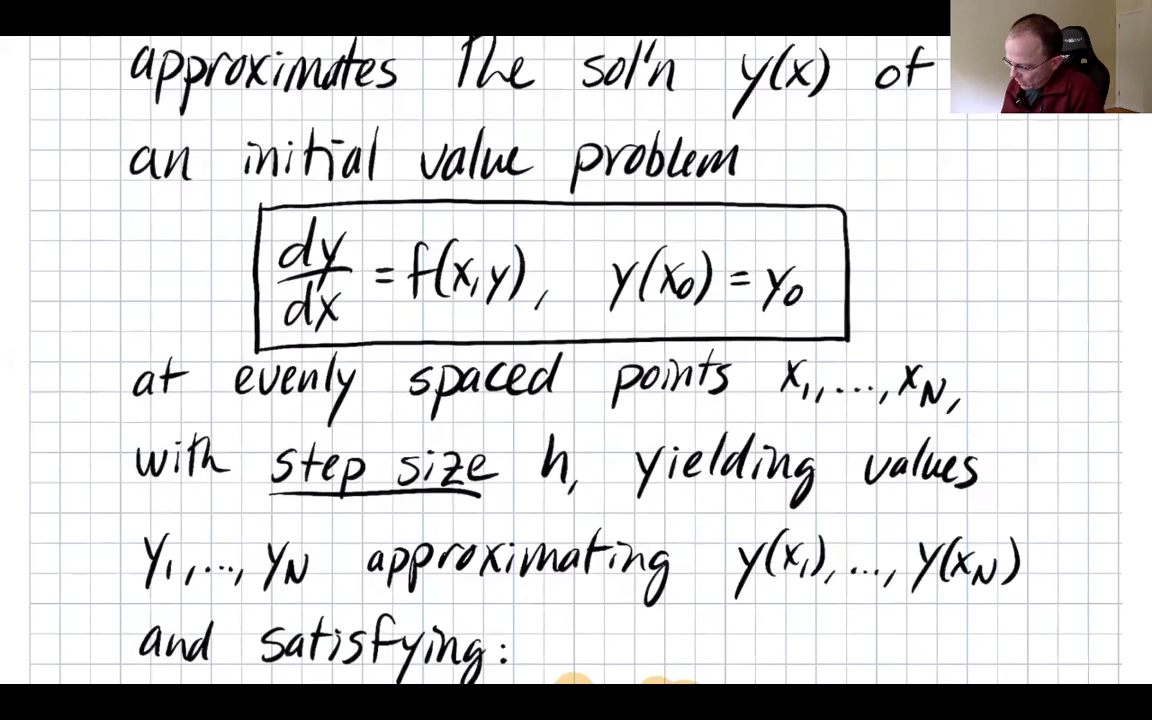 approximates the sol'n y(x) of
an initial value problem
dy/dx = f(x,y), y(x₀) = y₀
at evenly spaced points x₁,...,x_N,
with step size h, yielding values
y₁,..., y_N approximating y(x₁),..., y(x_N)
and satisfying: